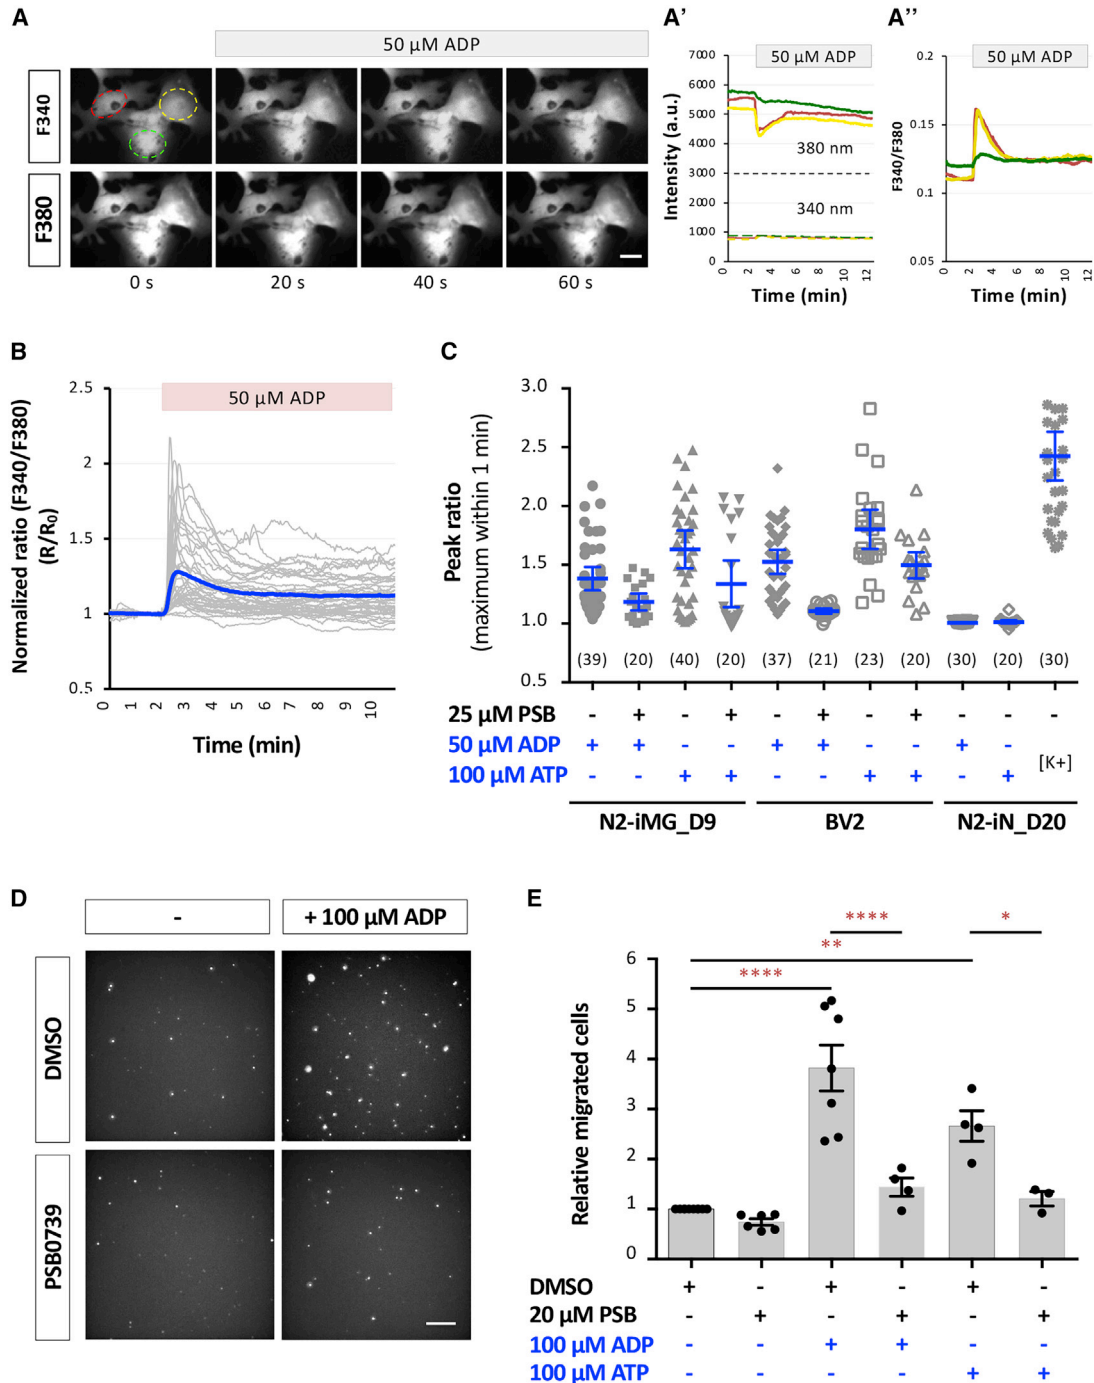 A
50 µM ADP
F340
F380
0 s
20 s
40 s
60 s
A'
50 µM ADP
Intensity (a.u.)
7000
6000
5000
4000
3000
2000
1000
0
380 nm
340 nm
0
2
4
6
8
10
12
Time (min)
A''
50 µM ADP
F340/F380
0.2
0.15
0.1
0.05
0
2
4
6
8
10
12
Time (min)
B
50 µM ADP
Normalized ratio (F340/F380)
(R/R0)
2.5
2
1.5
1
0.5
0
1
2
3
4
5
6
7
8
9
10
Time (min)
C
Peak ratio
(maximum within 1 min)
3.0
2.5
2.0
1.5
1.0
0.5
(39) (20) (40) (20) (37) (21) (23) (20) (30) (20) (30)
25 µM PSB - + - + - + - + - - -
50 µM ADP + + - - + + - - + -
100 µM ATP - - + + - - + + - +
[K+]
N2-iMG_D9
BV2
N2-iN_D20
D
-
+ 100 µM ADP
DMSO
PSB0739
E
Relative migrated cells
6
5
4
3
2
1
0
**** *
**
****
DMSO + - + - + -
20 µM PSB - + - + - +
100 µM ADP - - + + - -
100 µM ATP - - - - + +